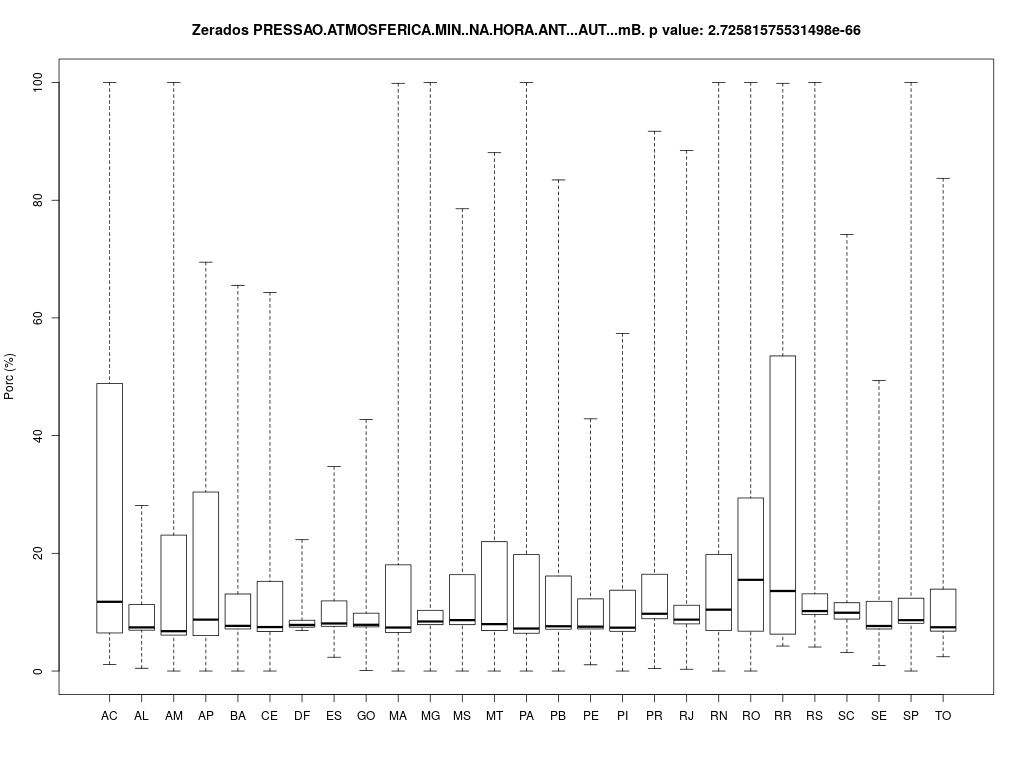 Zerados PRESSAO.ATMOSFERICA.MIN..NA.HORA.ANT...AUT...mB. p value: 2.72581575531498e-66
Porc (%)
100
80
60
40
20
0
AC AL AM AP BA CE DF ES GO MA MG MS MT PA PB PE PI PR RJ RN RO RR RS SC SE SP TO